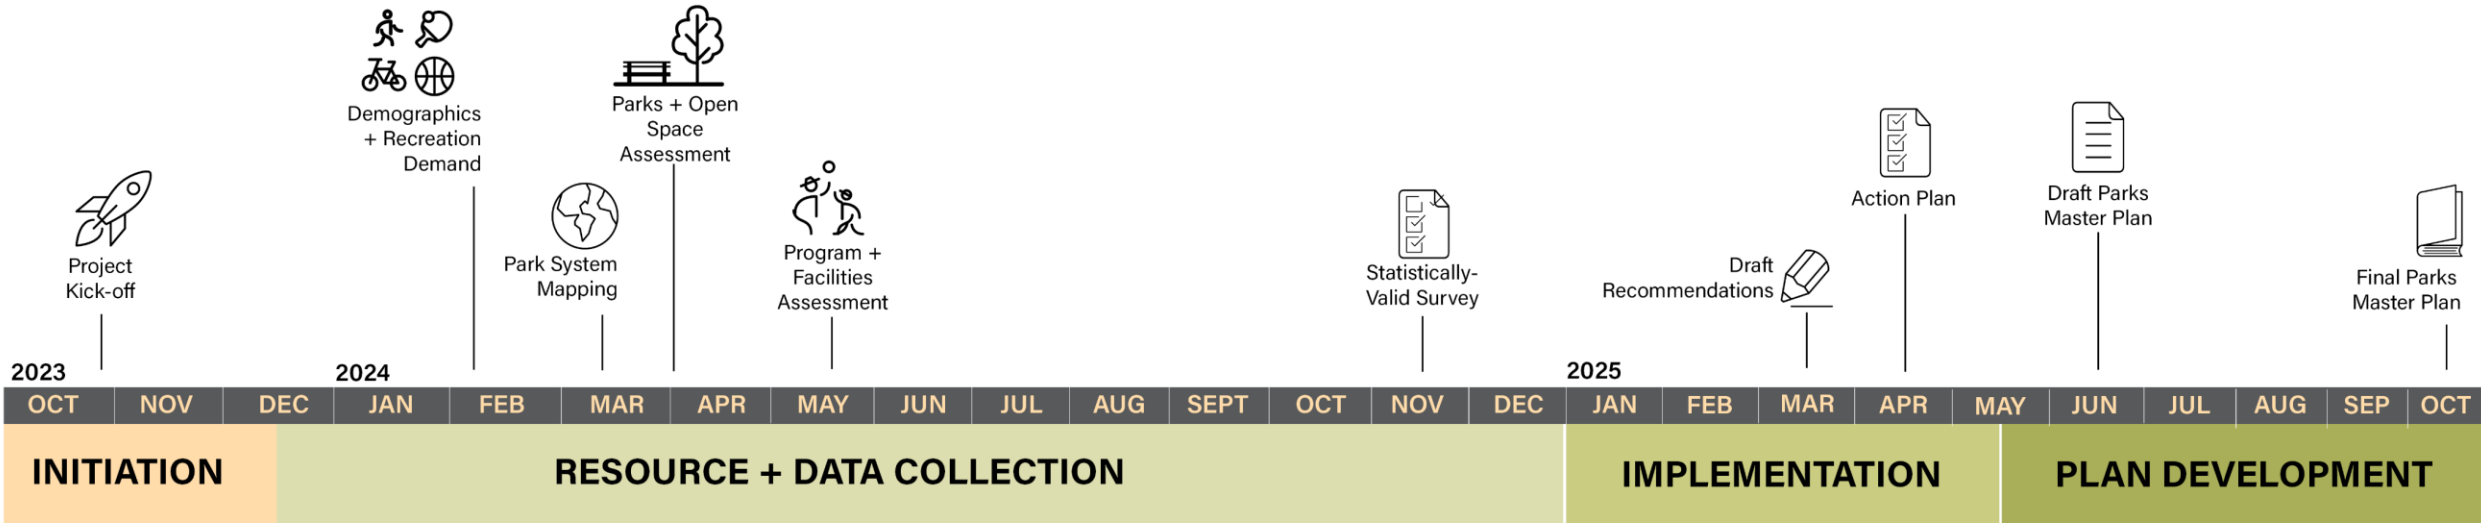 Demographics
+ Recreation
Demand
Parks + Open
Space
Assessment
Project
Kick-off
Park System
Mapping
Program +
Facilities
Assessment
Statistically-
Valid Survey
Draft
Recommendations
Action Plan
Draft Parks
Master Plan
Final Parks
Master Plan
2023
2024
2025
OCT NOV DEC JAN FEB MAR APR MAY JUN JUL AUG SEPT OCT NOV DEC JAN FEB MAR APR MAY JUN JUL AUG SEP OCT
INITIATION
RESOURCE + DATA COLLECTION
IMPLEMENTATION
PLAN DEVELOPMENT